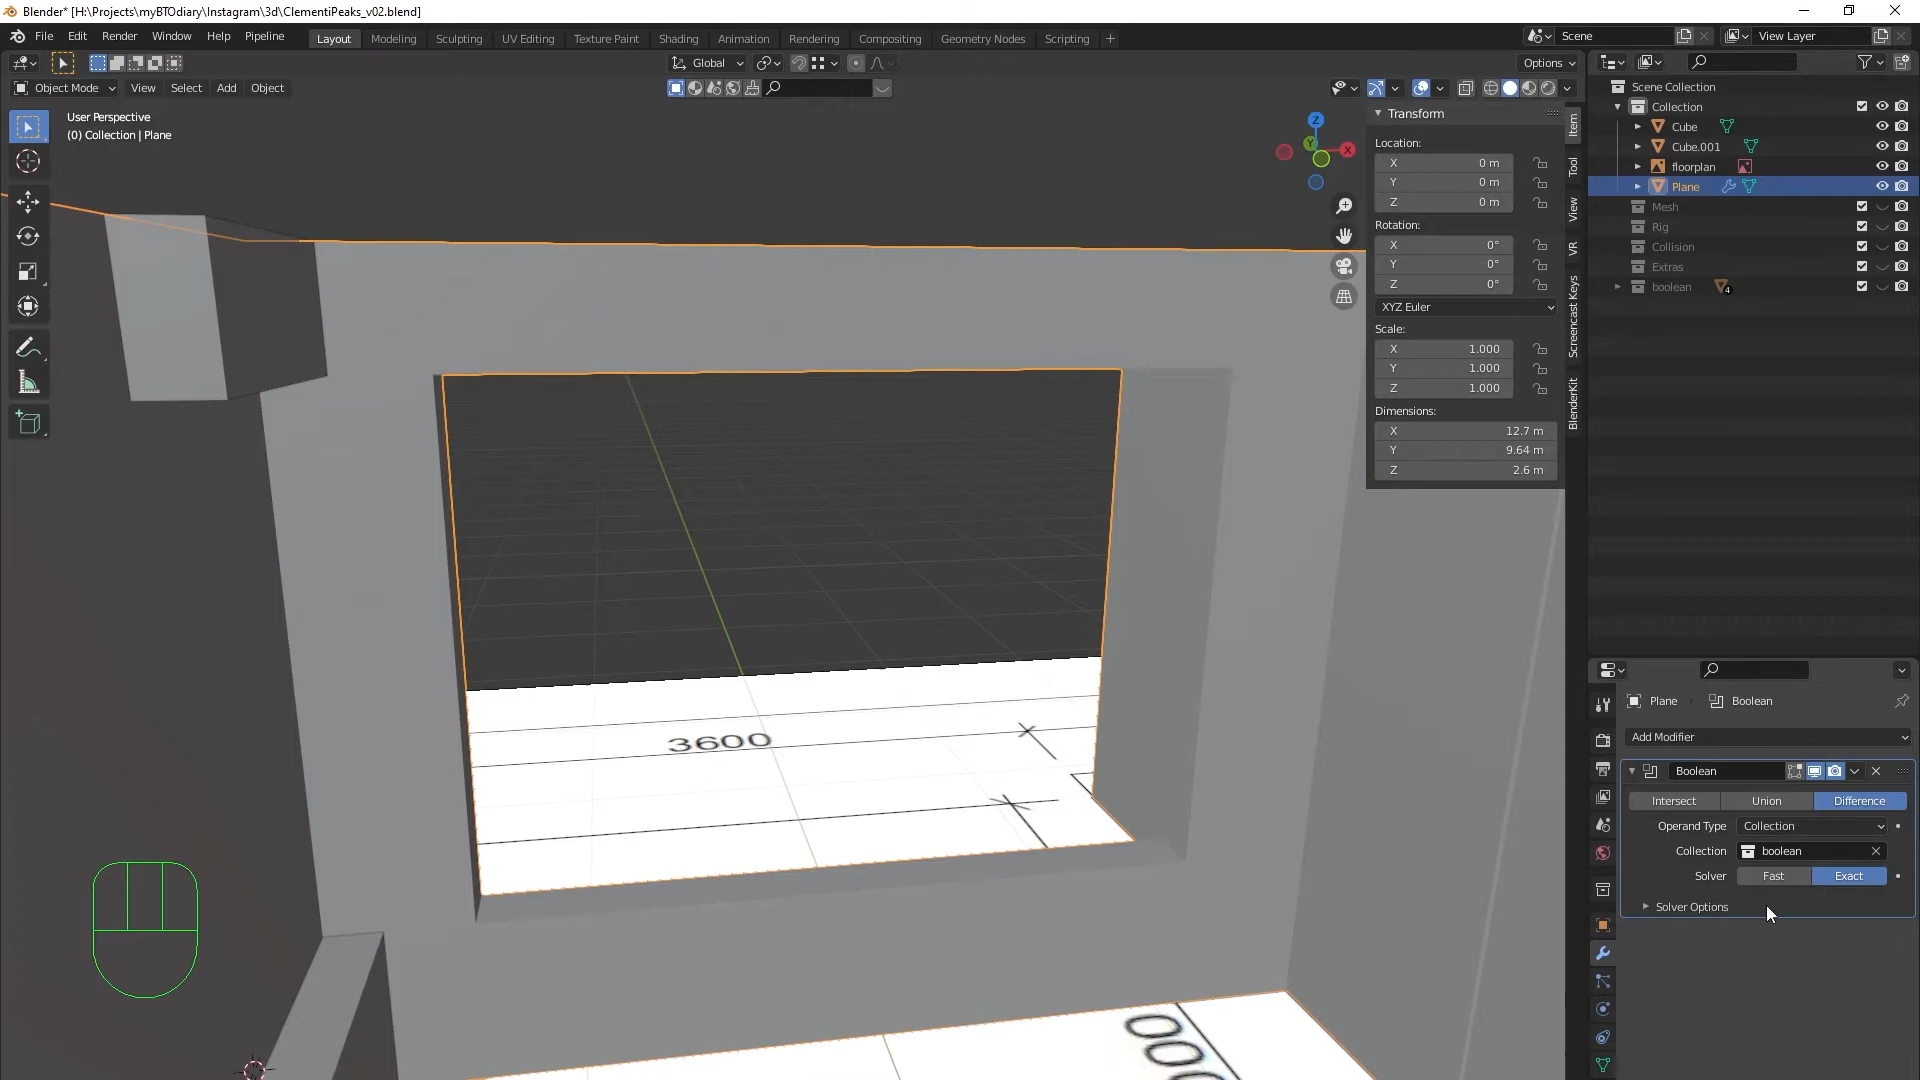 Blender* [H:\Projects\myBTOdiary\Instagram\3d\ClementiPeaks_v02.blend]
File Edit Render Window Help Pipeline Layout Modeling Sculpting UV Editing Texture Paint Shading Animation Rendering Compositing Geometry Nodes Scripting + Scene View Layer
Global Options
Object Mode View Select Add Object
User Perspective
(0) Collection | Plane
Z
Y
X
Transform
Location:
X 0 m
Y 0 m
Z 0 m
Rotation:
X 0°
Y 0°
Z 0°
XYZ Euler
Scale:
X 1.000
Y 1.000
Z 1.000
Dimensions:
X 12.7 m
Y 9.64 m
Z 2.6 m
Item
Tool
View
VR
Screencast Keys
BlenderKit
Scene Collection
Collection
Cube
Cube.001
floorplan
Plane
Mesh
Rig
Collision
Extras
boolean 4
Plane Boolean
Add Modifier
Boolean
Intersect Union Difference
Operand Type Collection
Collection boolean
Solver Fast Exact
Solver Options
3600
000